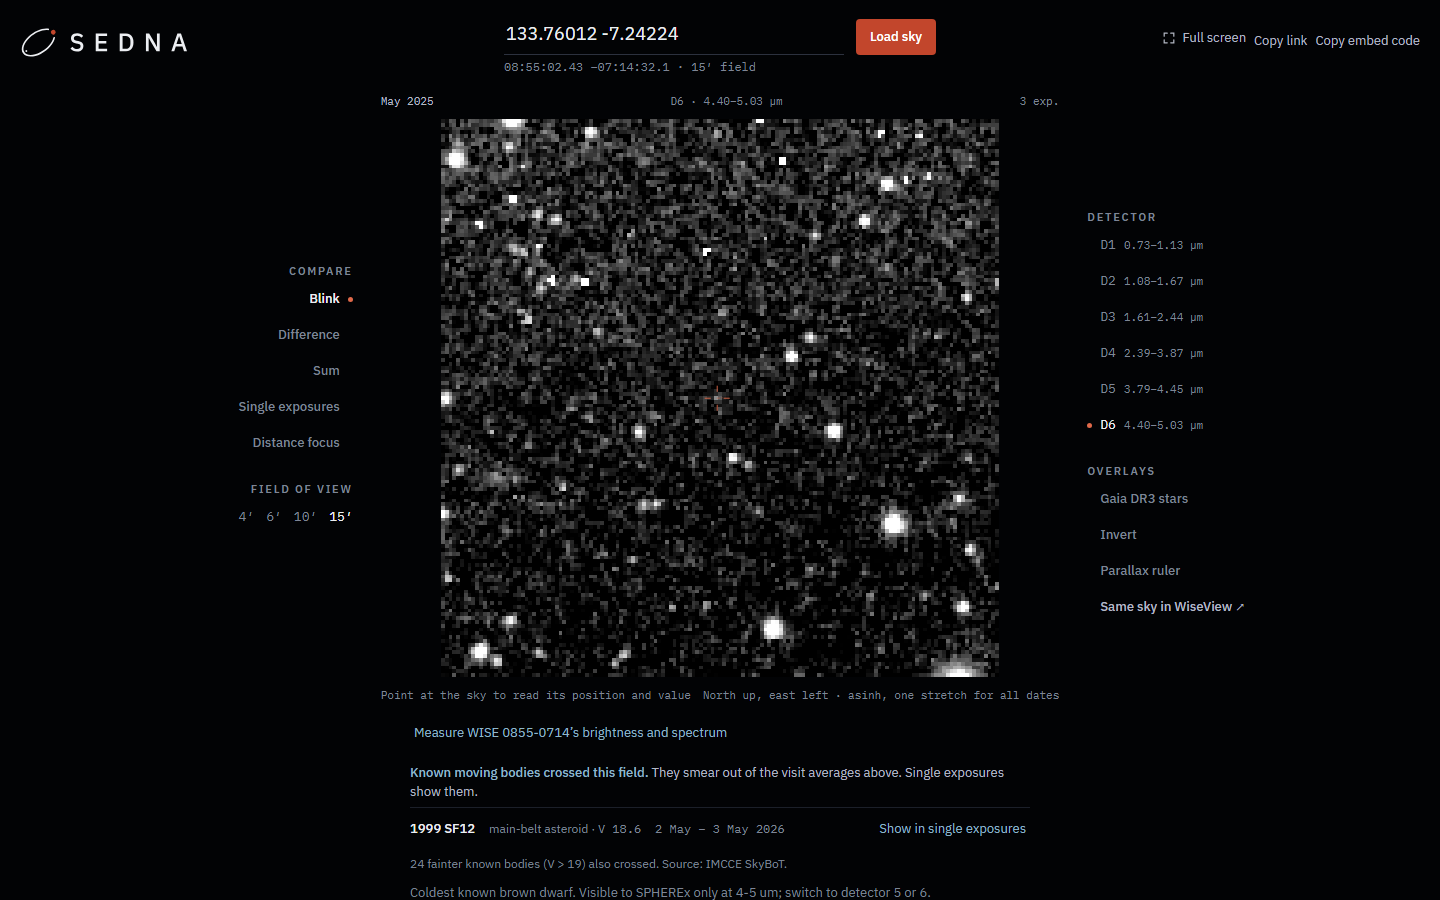 SEDNA
133.76012 -7.24224
Load sky
Full screen
Copy link
Copy embed code
08:55:02.43 −07:14:32.1 · 15′ field
May 2025
D6 · 4.40–5.03 µm
3 exp.
COMPARE
Blink
Difference
Sum
Single exposures
Distance focus
FIELD OF VIEW
4′ 6′ 10′ 15′
DETECTOR
D1 0.73–1.13 µm
D2 1.08–1.67 µm
D3 1.61–2.44 µm
D4 2.39–3.87 µm
D5 3.79–4.45 µm
D6 4.40–5.03 µm
OVERLAYS
Gaia DR3 stars
Invert
Parallax ruler
Same sky in WiseView ↗
Point at the sky to read its position and value
North up, east left · asinh, one stretch for all dates
Measure WISE 0855-0714’s brightness and spectrum
Known moving bodies crossed this field. They smear out of the visit averages above. Single exposures
show them.
1999 SF12 main-belt asteroid · V 18.6 2 May – 3 May 2026
Show in single exposures
24 fainter known bodies (V > 19) also crossed. Source: IMCCE SkyBoT.
Coldest known brown dwarf. Visible to SPHEREx only at 4-5 um; switch to detector 5 or 6.